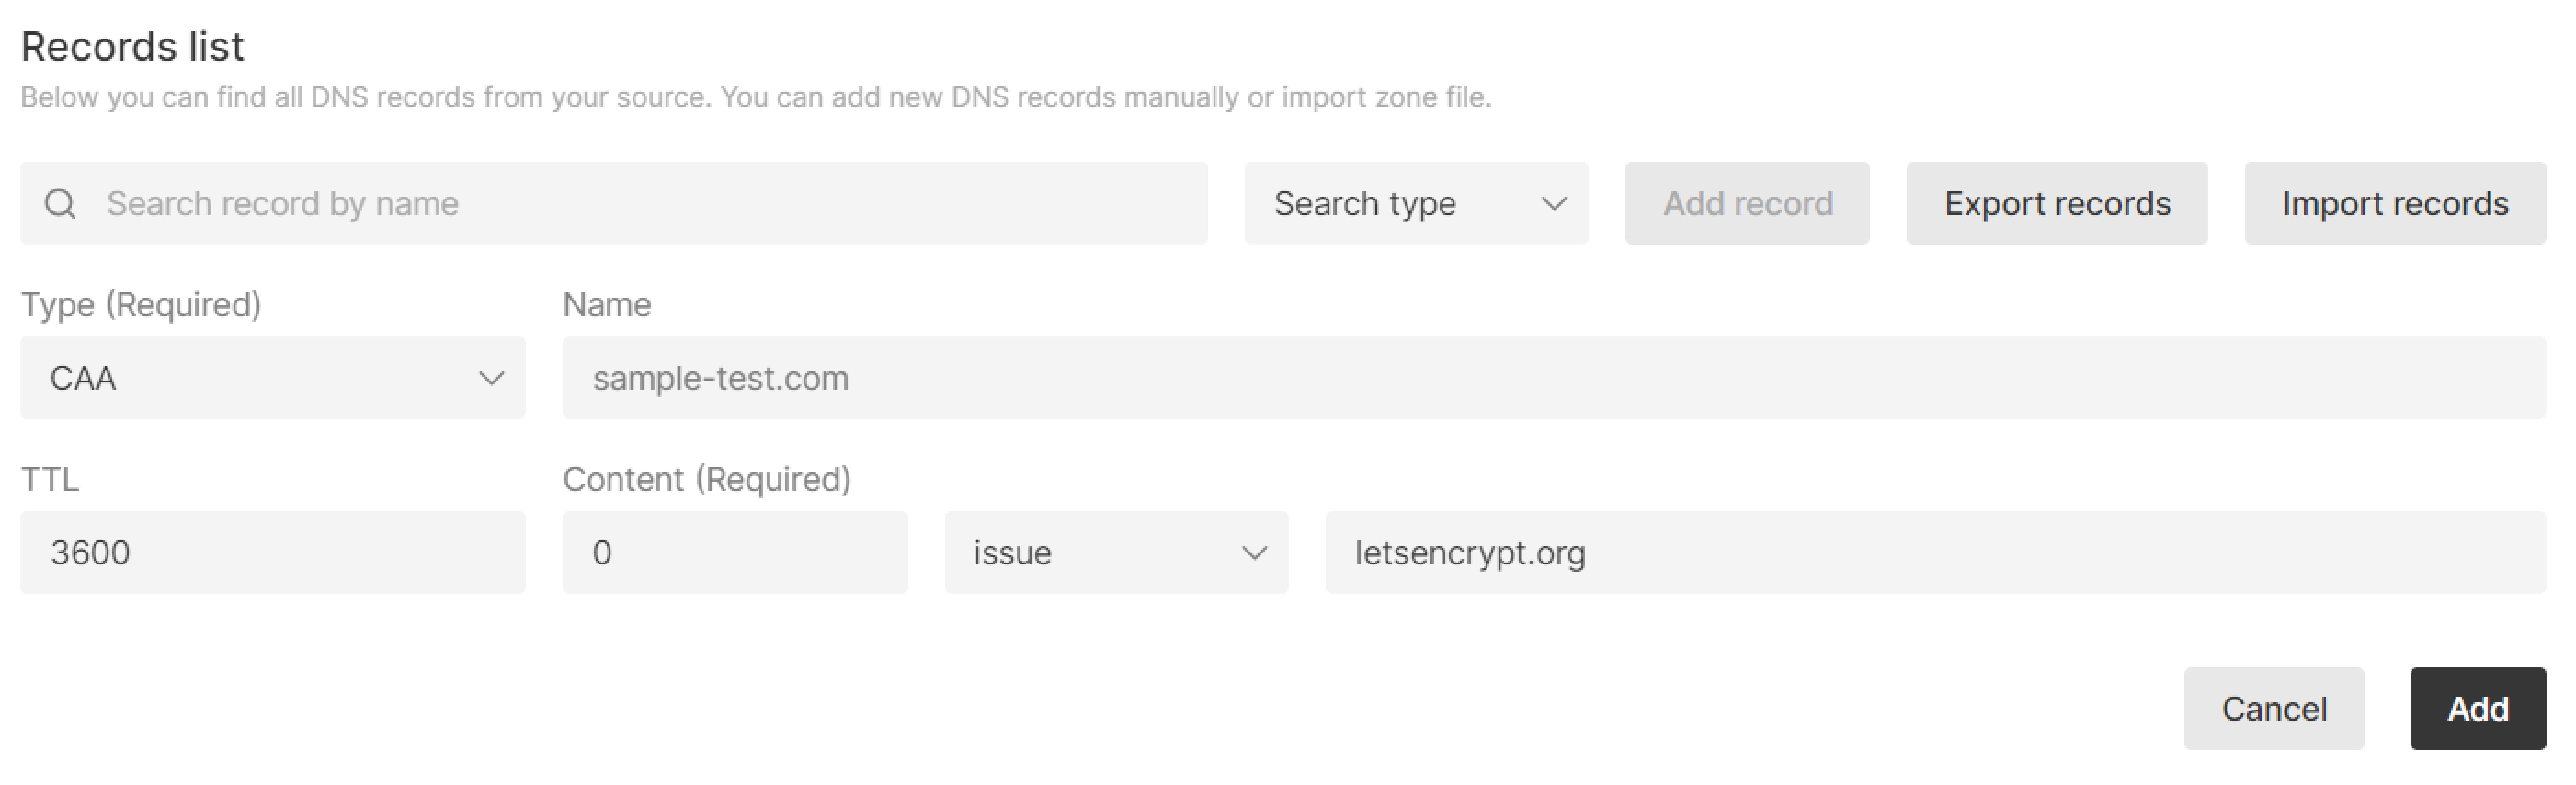 Records list
Below you can find all DNS records from your source. You can add new DNS records manually or import zone file.
Search record by name
Search type
Add record
Export records
Import records
Type (Required)
Name
CAA
sample-test.com
TTL
Content (Required)
3600
0
issue
letsencrypt.org
Cancel
Add